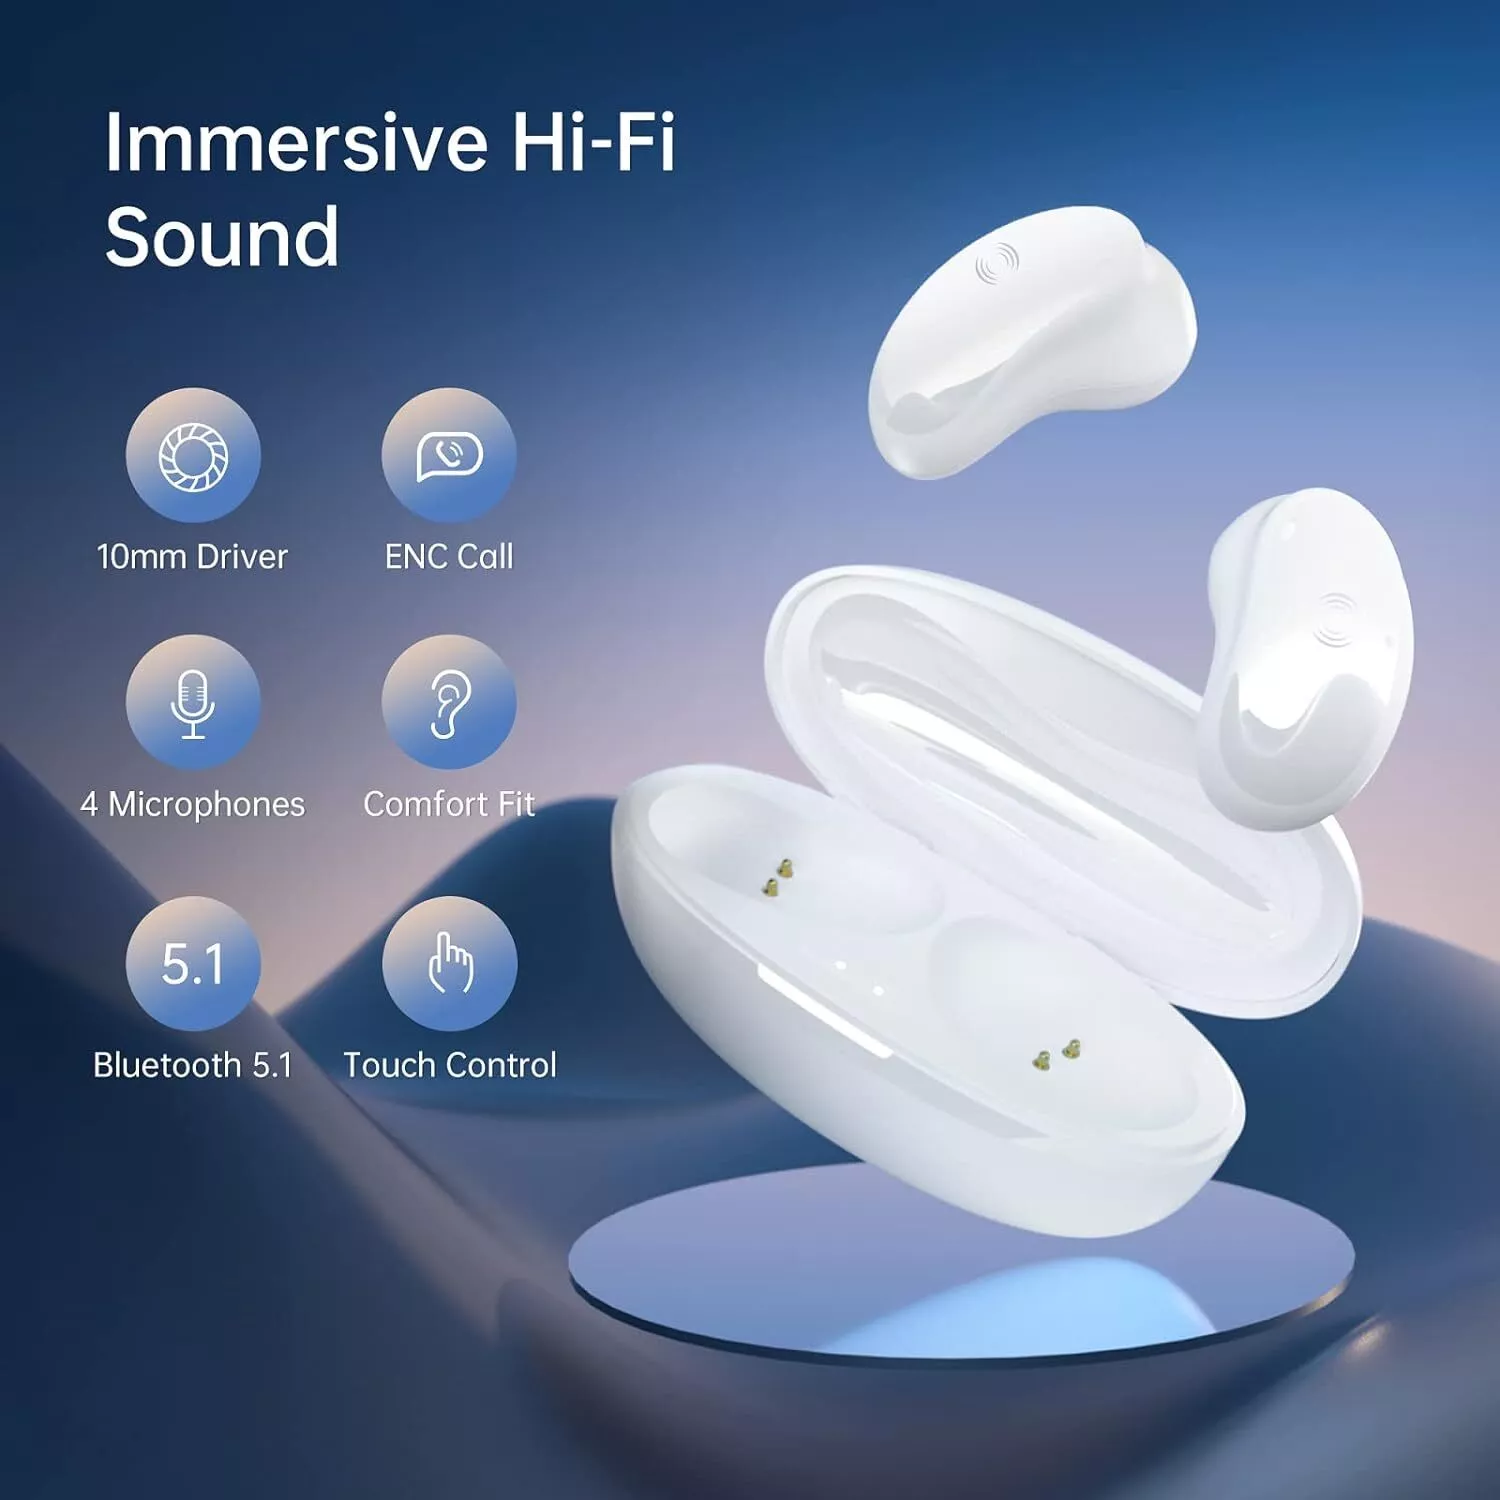 Immersive Hi-Fi
Sound
10mm Driver
ENC Call
4 Microphones
Comfort Fit
5.1
Bluetooth 5.1
Touch Control